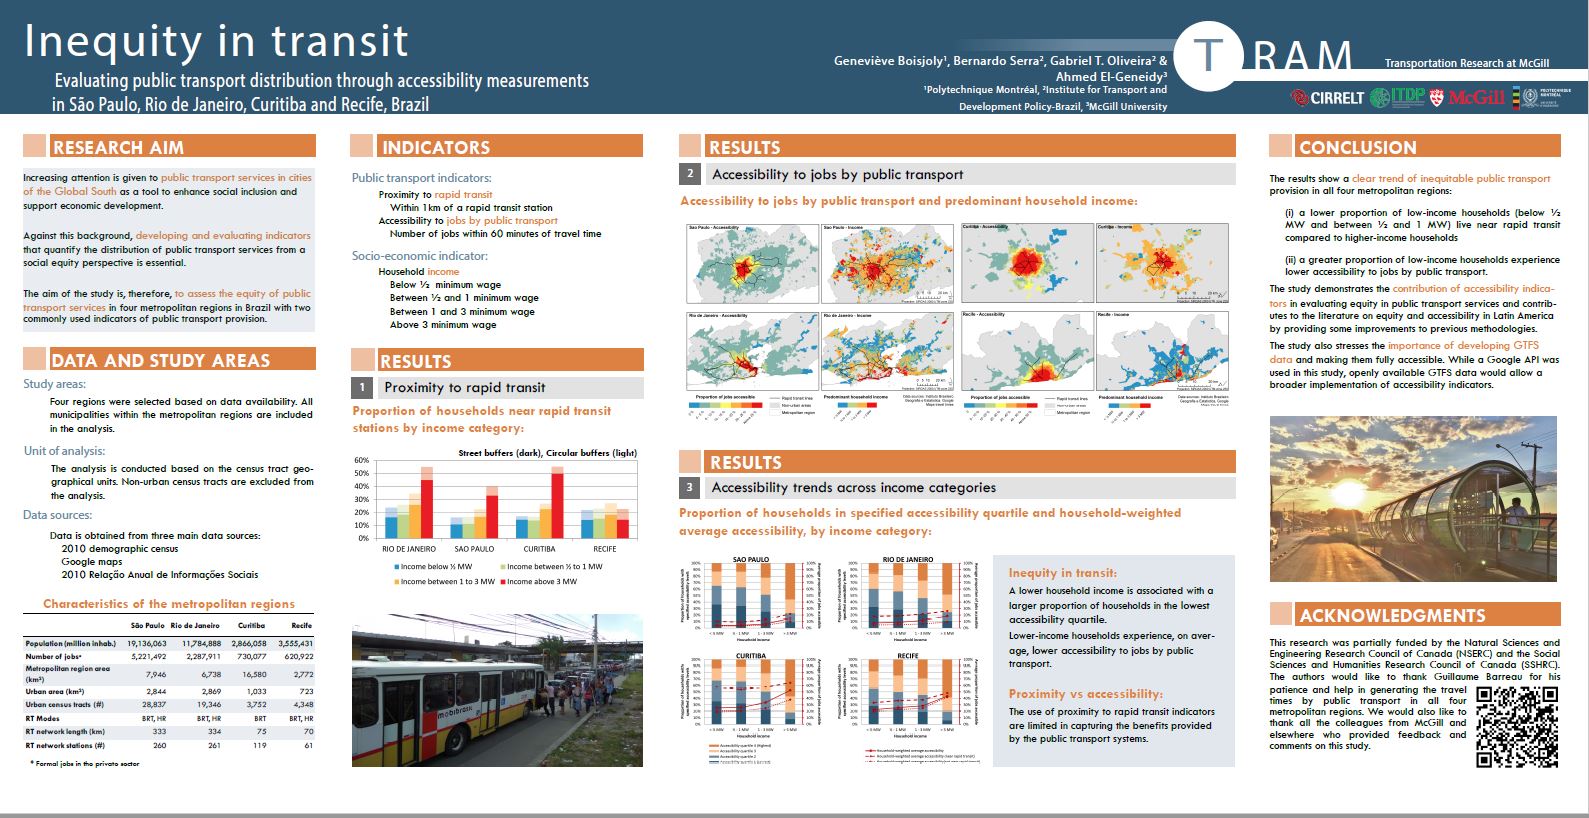 Inequity in transit
Evaluating public transport distribution through accessibility measurements
in São Paulo, Rio de Janeiro, Curitiba and Recife, Brazil
Geneviève Boisjoly¹, Bernardo Serra², Gabriel T. Oliveira² &
Ahmed El-Geneidy³
¹Polytechnique Montréal, ²Institute for Transport and
Development Policy-Brazil, ³McGill University
TRAM
Transportation Research at McGill
CIRRELT ITDP McGill POLYTECHNIQUE MONTRÉAL
RESEARCH AIM
Increasing attention is given to public transport services in cities
of the Global South as a tool to enhance social inclusion and
support economic development.
Against this background, developing and evaluating indicators
that quantify the distribution of public transport services from a
social equity perspective is essential.
The aim of the study is, therefore, to assess the equity of public
transport services in four metropolitan regions in Brazil with two
commonly used indicators of public transport provision.
DATA AND STUDY AREAS
Study areas:
Four regions were selected based on data availability. All
municipalities within the metropolitan regions are included
in the analysis.
Unit of analysis:
The analysis is conducted based on the census tract geo-
graphical units. Non-urban census tracts are excluded from
the analysis.
Data sources:
Data is obtained from three main data sources:
2010 demographic census
Google maps
2010 Relação Anual de Informações Sociais
Characteristics of the metropolitan regions
São Paulo Rio de Janeiro Curitiba Recife
Population (million inhab.) 19,136,063 11,784,888 2,866,058 3,555,431
Number of jobs* 5,221,492 2,287,911 730,077 620,922
Metropolitan region area
(km²) 7,946 6,738 16,580 2,772
Urban area (km²) 2,844 2,869 1,033 723
Urban census tracts (#) 28,837 19,346 3,752 4,348
RT Modes BRT, HR BRT, HR BRT BRT, HR
RT network length (km) 333 334 75 70
RT network stations (#) 260 261 119 61
* Formal jobs in the private sector
INDICATORS
Public transport indicators:
Proximity to rapid transit
Within 1km of a rapid transit station
Accessibility to jobs by public transport
Number of jobs within 60 minutes of travel time
Socio-economic indicator:
Household income
Below ½ minimum wage
Between ½ and 1 minimum wage
Between 1 and 3 minimum wage
Above 3 minimum wage
RESULTS
1 Proximity to rapid transit
Proportion of households near rapid transit
stations by income category:
Street buffers (dark), Circular buffers (light)
60%
50%
40%
30%
20%
10%
0%
RIO DE JANEIRO SAO PAULO CURITIBA RECIFE
Income below ½ MW Income between ½ to 1 MW
Income between 1 to 3 MW Income above 3 MW
mobibrasil
RESULTS
2 Accessibility to jobs by public transport
Accessibility to jobs by public transport and predominant household income:
Sao Paulo - Accessibility
Sao Paulo - Income
Curitiba - Accessibility
Curitiba - Income
Rio de Janeiro - Accessibility
Rio de Janeiro - Income
Recife - Accessibility
Recife - Income
Proportion of jobs accessible
Rapid transit lines
Non-urban areas
Metropolitan region
Predominant household income
Proportion of jobs accessible
Rapid transit lines
Non-urban areas
Metropolitan region
Predominant household income
RESULTS
3 Accessibility trends across income categories
Proportion of households in specified accessibility quartile and household-weighted
average accessibility, by income category:
SAO PAULO
RIO DE JANEIRO
CURITIBA
RECIFE
Household income
Accessibility quartile 4 (highest)
Accessibility quartile 3
Accessibility quartile 2
Household-weighted average accessibility
Inequity in transit:
A lower household income is associated with a
larger proportion of households in the lowest
accessibility quartile.
Lower-income households experience, on aver-
age, lower accessibility to jobs by public
transport.
Proximity vs accessibility:
The use of proximity to rapid transit indicators
are limited in capturing the benefits provided
by the public transport systems.
CONCLUSION
The results show a clear trend of inequitable public transport
provision in all four metropolitan regions:
(i) a lower proportion of low-income households (below ½
MW and between ½ and 1 MW) live near rapid transit
compared to higher-income households
(ii) a greater proportion of low-income households experience
lower accessibility to jobs by public transport.
The study demonstrates the contribution of accessibility indica-
tors in evaluating equity in public transport services and contrib-
utes to the literature on equity and accessibility in Latin America
by providing some improvements to previous methodologies.
The study also stresses the importance of developing GTFS
data and making them fully accessible. While a Google API was
used in this study, openly available GTFS data would allow a
broader implementation of accessibility indicators.
ACKNOWLEDGMENTS
This research was partially funded by the Natural Sciences and
Engineering Research Council of Canada (NSERC) and the Social
Sciences and Humanities Research Council of Canada (SSHRC).
The authors would like to thank Guillaume Barreau for his
patience and help in generating the travel
times by public transport in all four
metropolitan regions. We would also like to
thank all the colleagues from McGill and
elsewhere who provided feedback and
comments on this study.